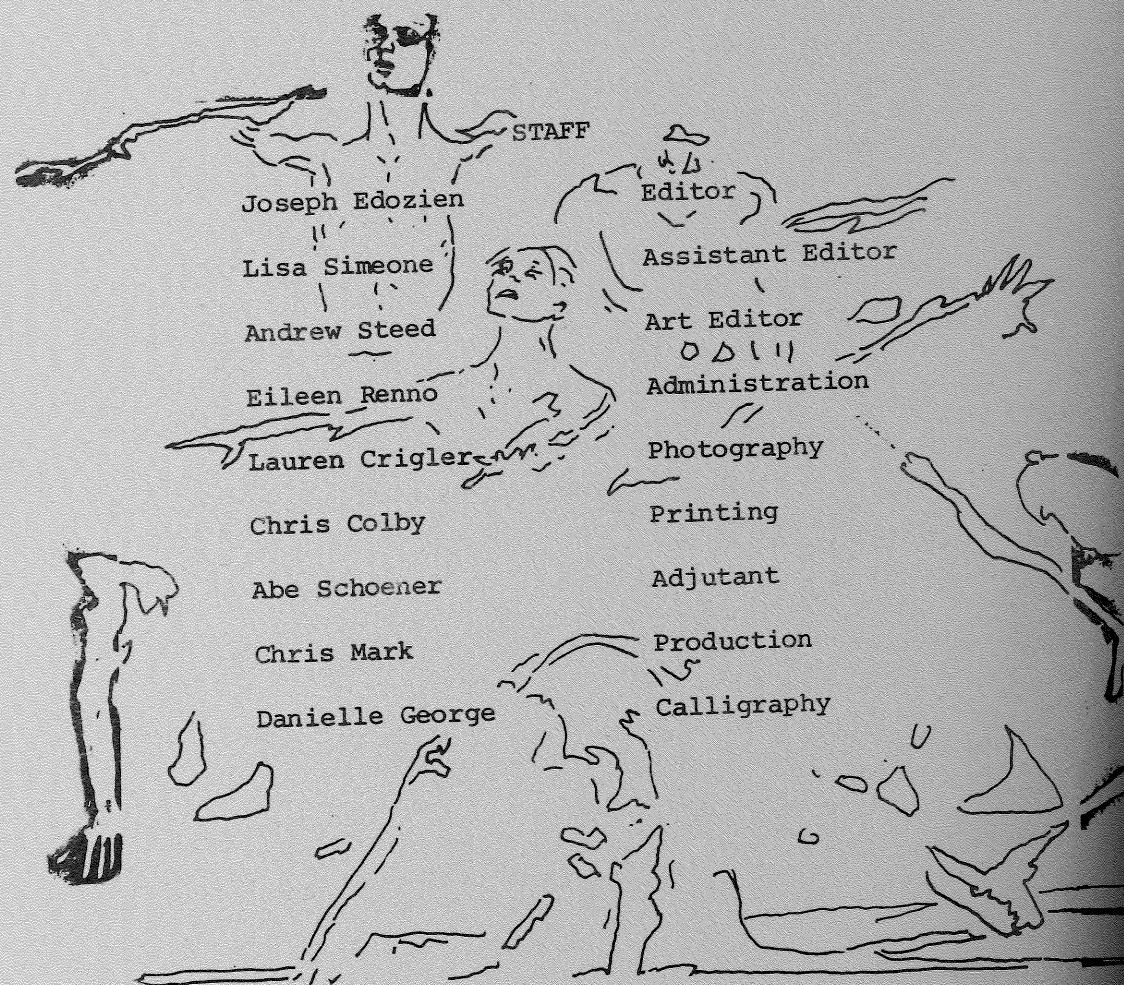 STAFF
Joseph Edozien Editor
Lisa Simeone Assistant Editor
Andrew Steed Art Editor
Eileen Renno Administration
Lauren Crigler Photography
Chris Colby Printing
Abe Schoener Adjutant
Chris Mark Production
Danielle George Calligraphy